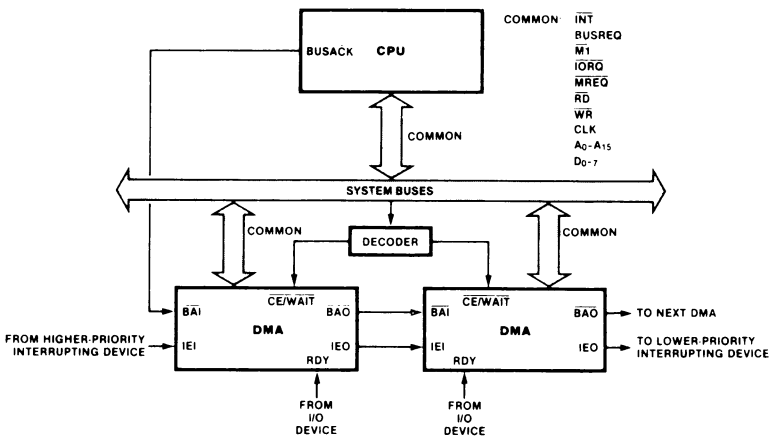 COMMON: INT
BUSREQ
M1
IORQ
MREQ
RD
WR
CLK
A0-A15
D0-7
BUSACK CPU
COMMON
SYSTEM BUSES
COMMON
DECODER
COMMON
CE/WAIT
BAI
BAO
DMA
IEI
IEO
RDY
CE/WAIT
BAI
BAO
DMA
IEI
IEO
RDY
FROM HIGHER-PRIORITY
INTERRUPTING DEVICE
TO NEXT DMA
TO LOWER-PRIORITY
INTERRUPTING DEVICE
FROM
I/O
DEVICE
FROM
I/O
DEVICE